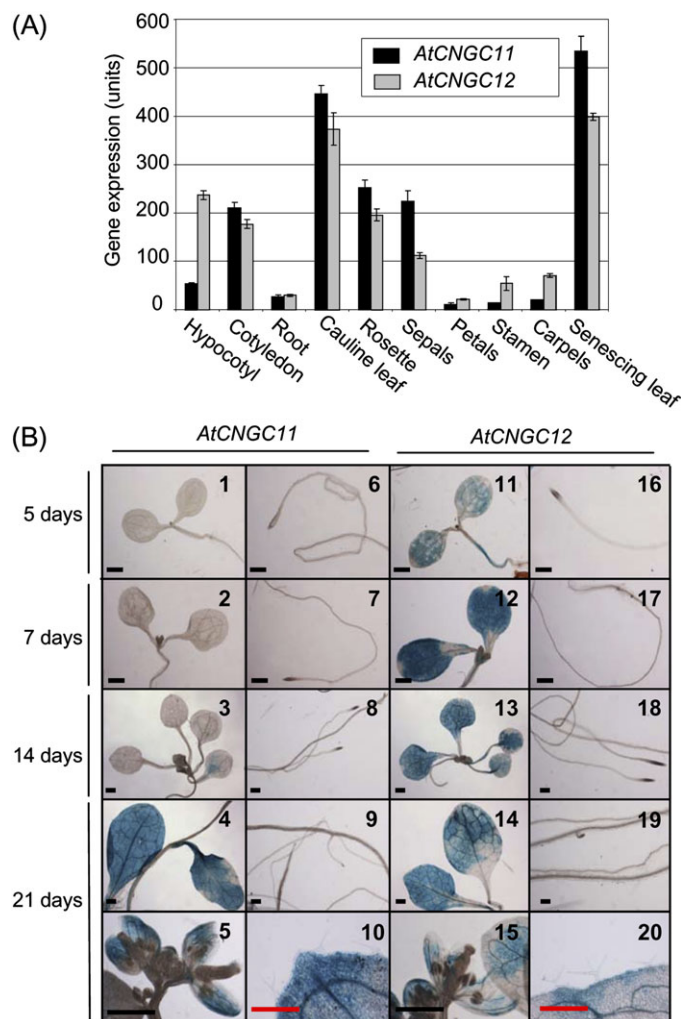 (A)
Gene expression (units)
600
500
400
300
200
100
0
AtCNGC11
AtCNGC12
Hypocotyl
Cotyledon
Root
Cauline leaf
Rosette
Sepals
Petals
Stamen
Carpels
Senescing leaf
(B)
AtCNGC11 AtCNGC12
5 days 1 6 11 16
7 days 2 7 12 17
14 days 3 8 13 18
21 days 4 9 14 19
5 10 15 20